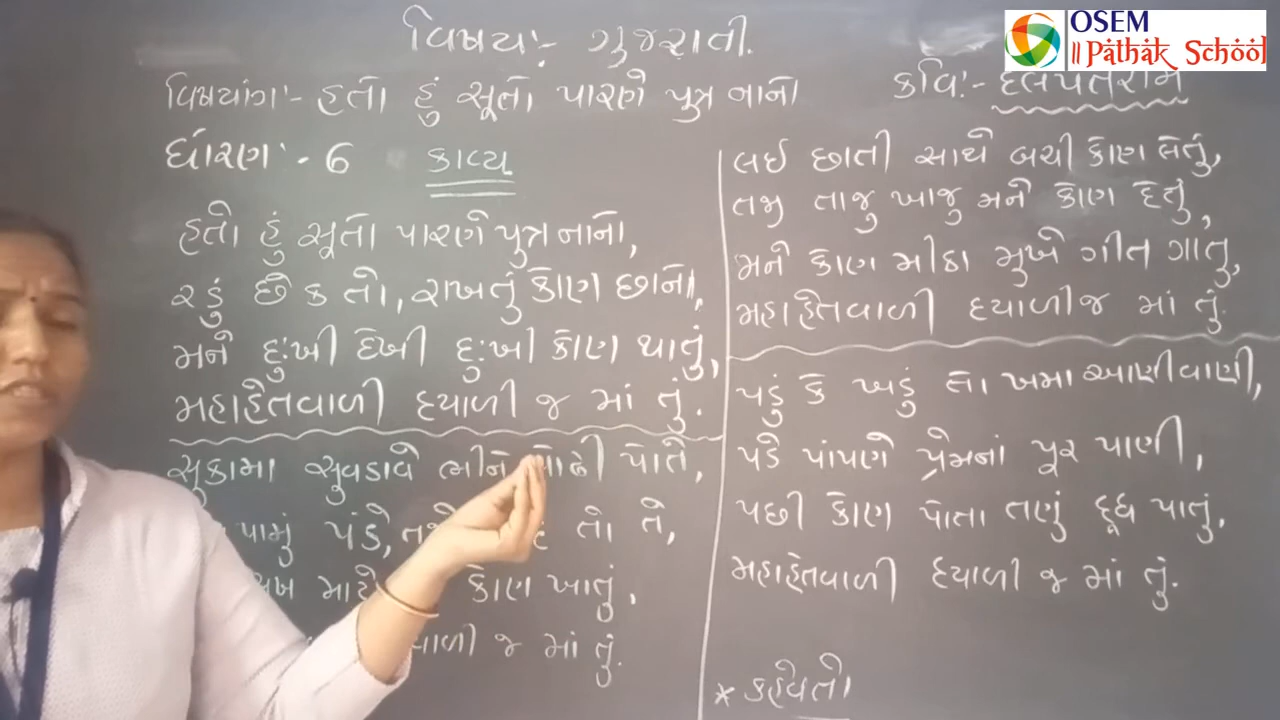 OSEM
Pathak School
વિષય:- ગુજરાતી.
વિષયાંગ:- હતો હું સૂતો પારણે પુત્ર નાનો
કવિ:- દલપતરામ
ધોરણ:- 6
કાવ્ય
હતો હું સૂતો પારણે પુત્ર નાનો,
રડું છેક તો, રાખતું કોણ છાનો,
મને દુ:ખી દેખી દુ:ખી કોણ થાતું,
મહાહેતવાળી દયાળી જ માં તું.
સુકામા સુવડાવે ભીને પોઢી પોતે,
પામું પંડે, તો તે,
માટે કોણ ખાતું,
વાળી જ માં તું.
લઈ છાતી સાથે બચી કોણ લેતું,
તજી તાજુ ખાજુ મને કોણ દેતું,
મને કોણ મીઠા મુખે ગીત ગાતુ,
મહાહેતવાળી દયાળી જ માં તું.
પડું કે ખડું તો ખમા આણીવાણી,
પડે પાંપણે પ્રેમનાં પૂર પાણી,
પછી કોણ પોતા તણું દૂધ પાતું,
મહાહેતવાળી દયાળી જ માં તું.
* કહેવતો